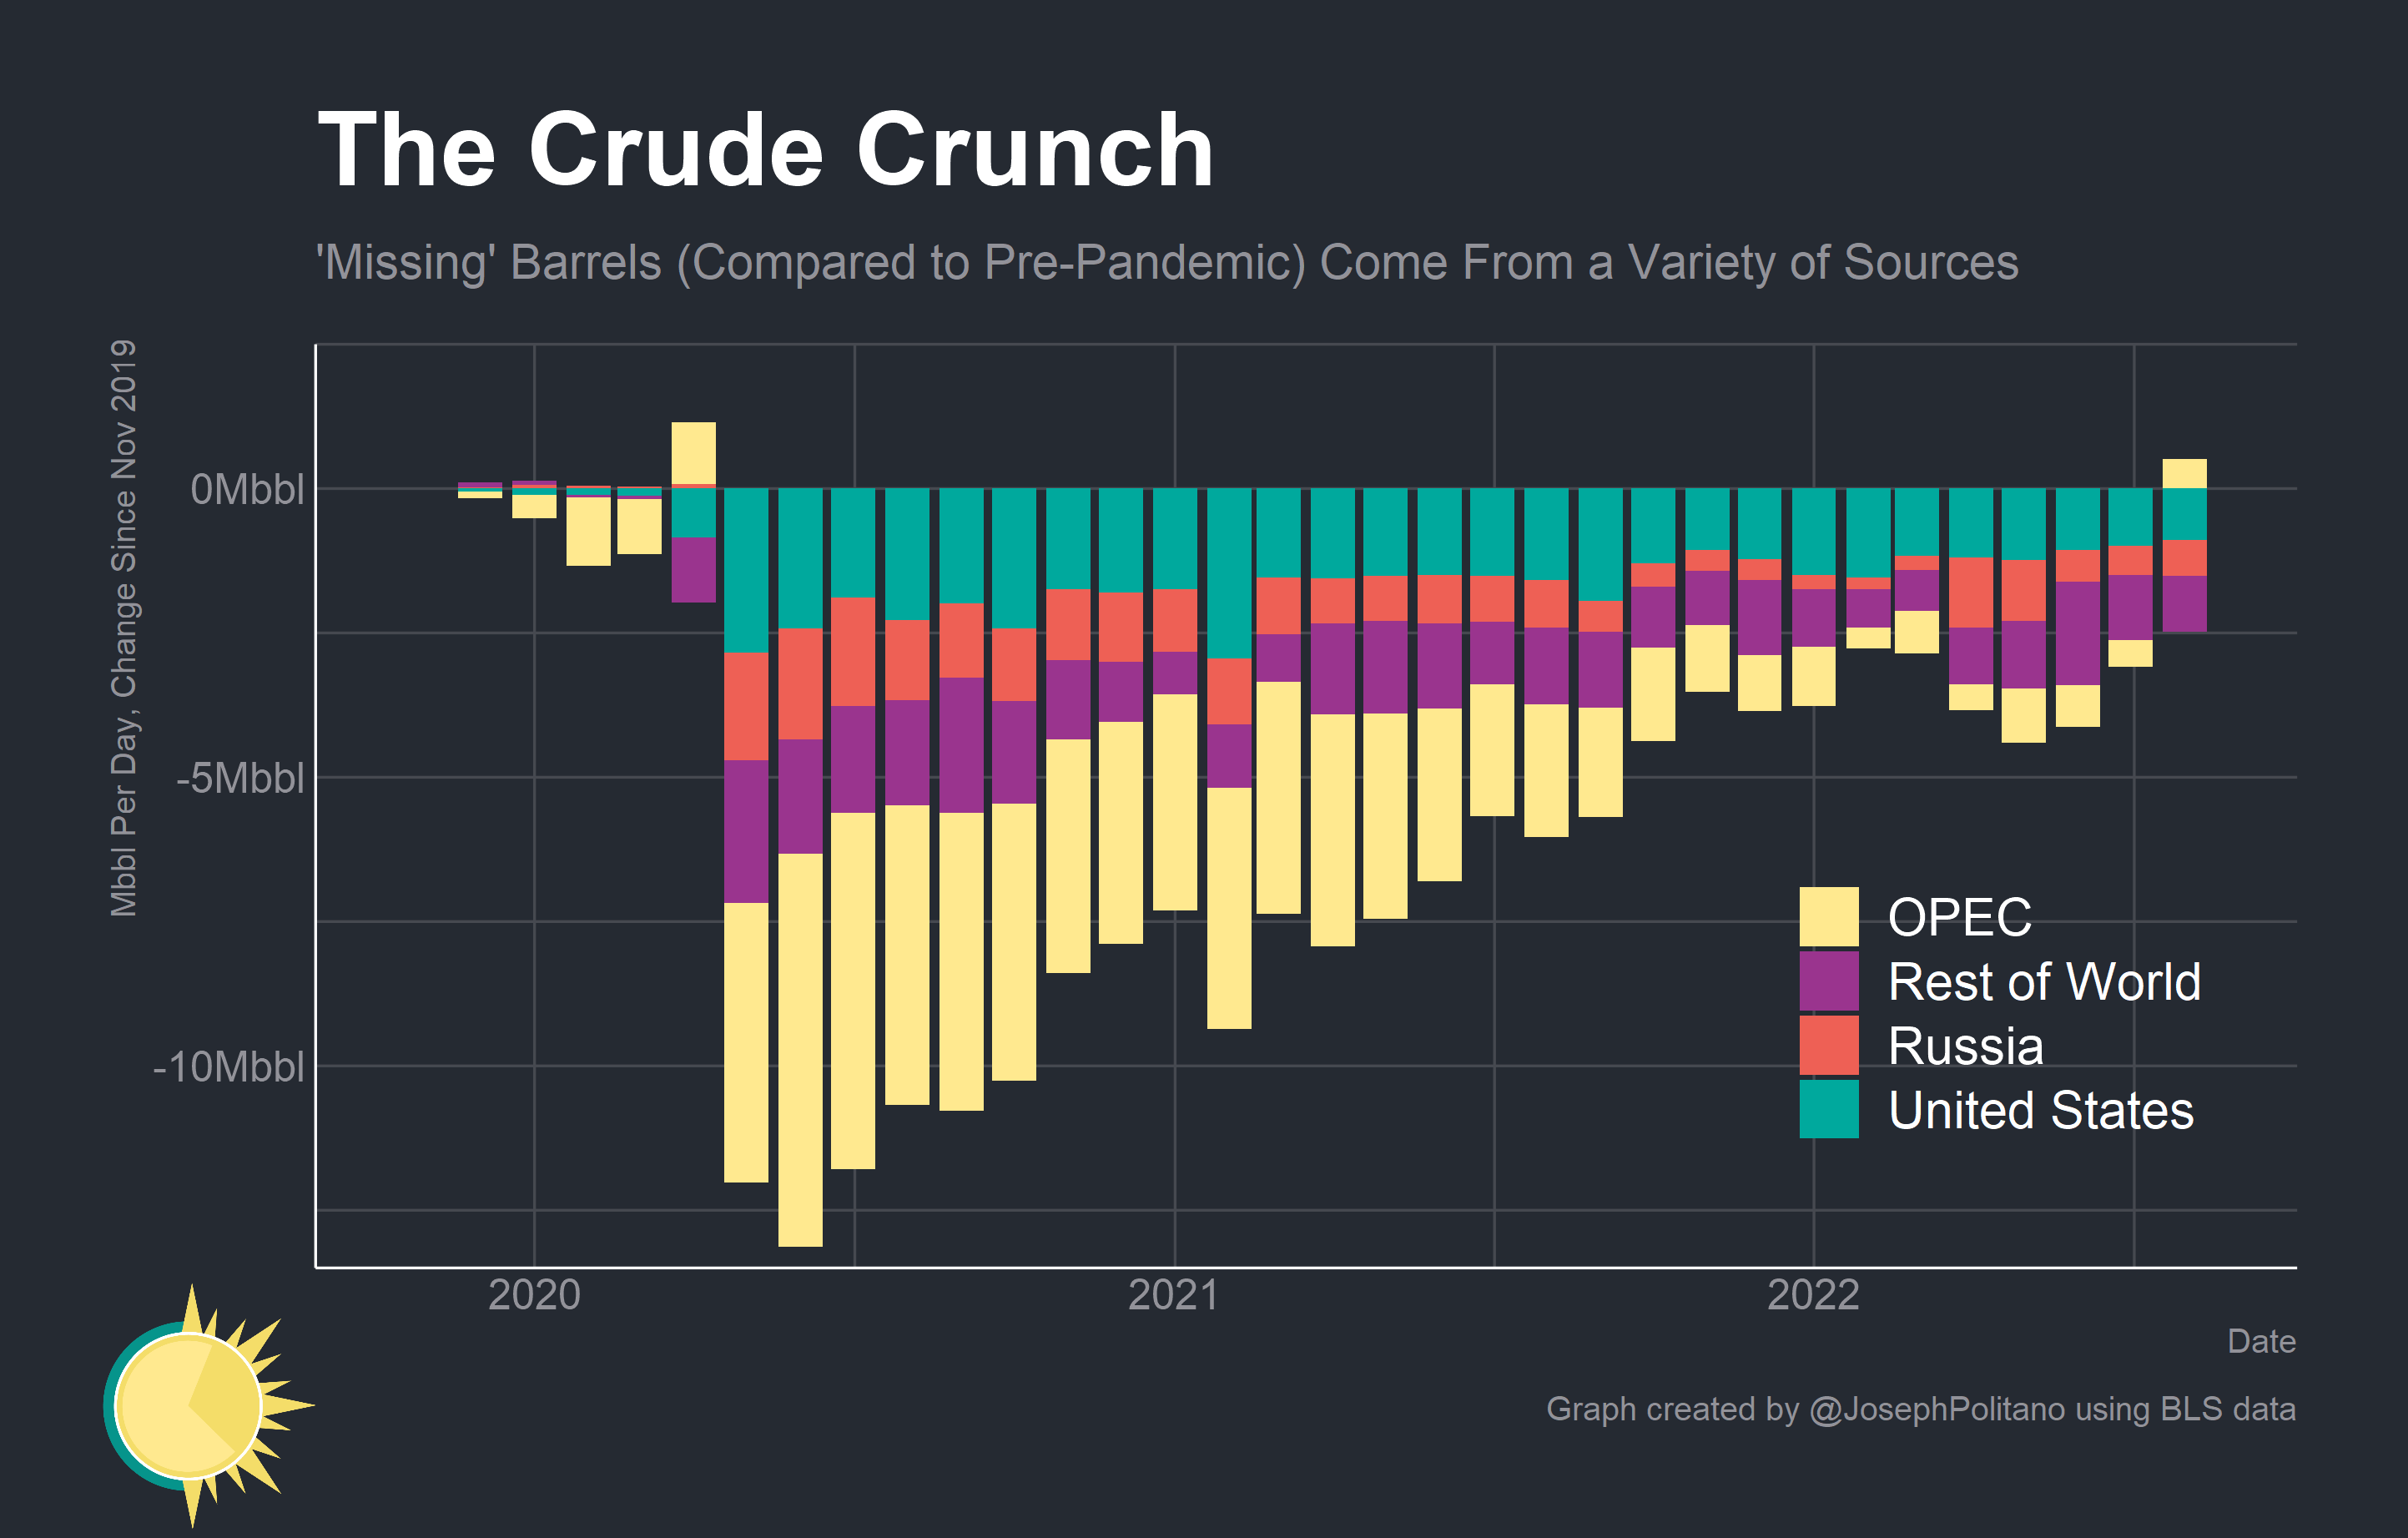 The Crude Crunch
'Missing' Barrels (Compared to Pre-Pandemic) Come From a Variety of Sources
Mbbl Per Day, Change Since Nov 2019
0Mbbl
-5Mbbl
-10Mbbl
OPEC
Rest of World
Russia
United States
2020
2021
2022
Date
Graph created by @JosephPolitano using BLS data